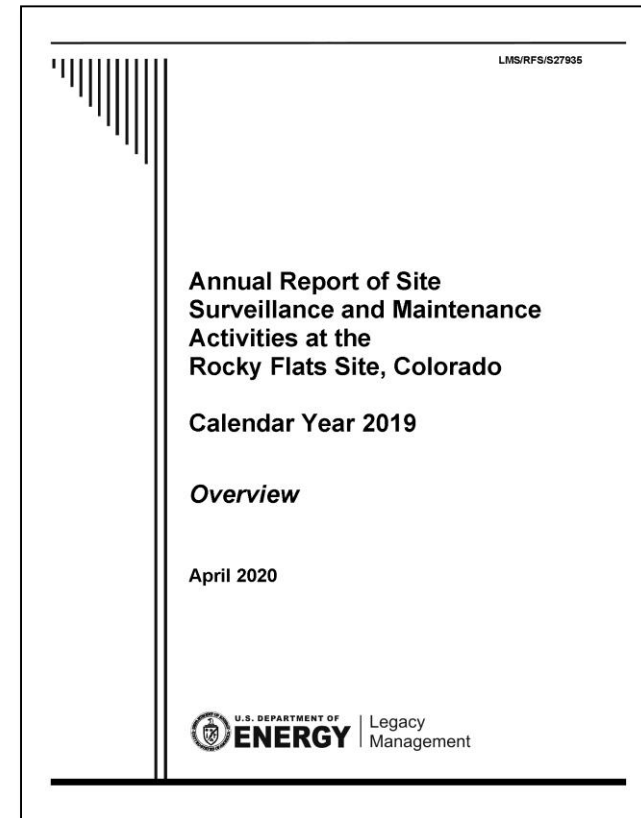 LMS/RFS/S27935
Annual Report of Site
Surveillance and Maintenance
Activities at the
Rocky Flats Site, Colorado
Calendar Year 2019
Overview
April 2020
U.S. DEPARTMENT OF
ENERGY
Legacy
Management